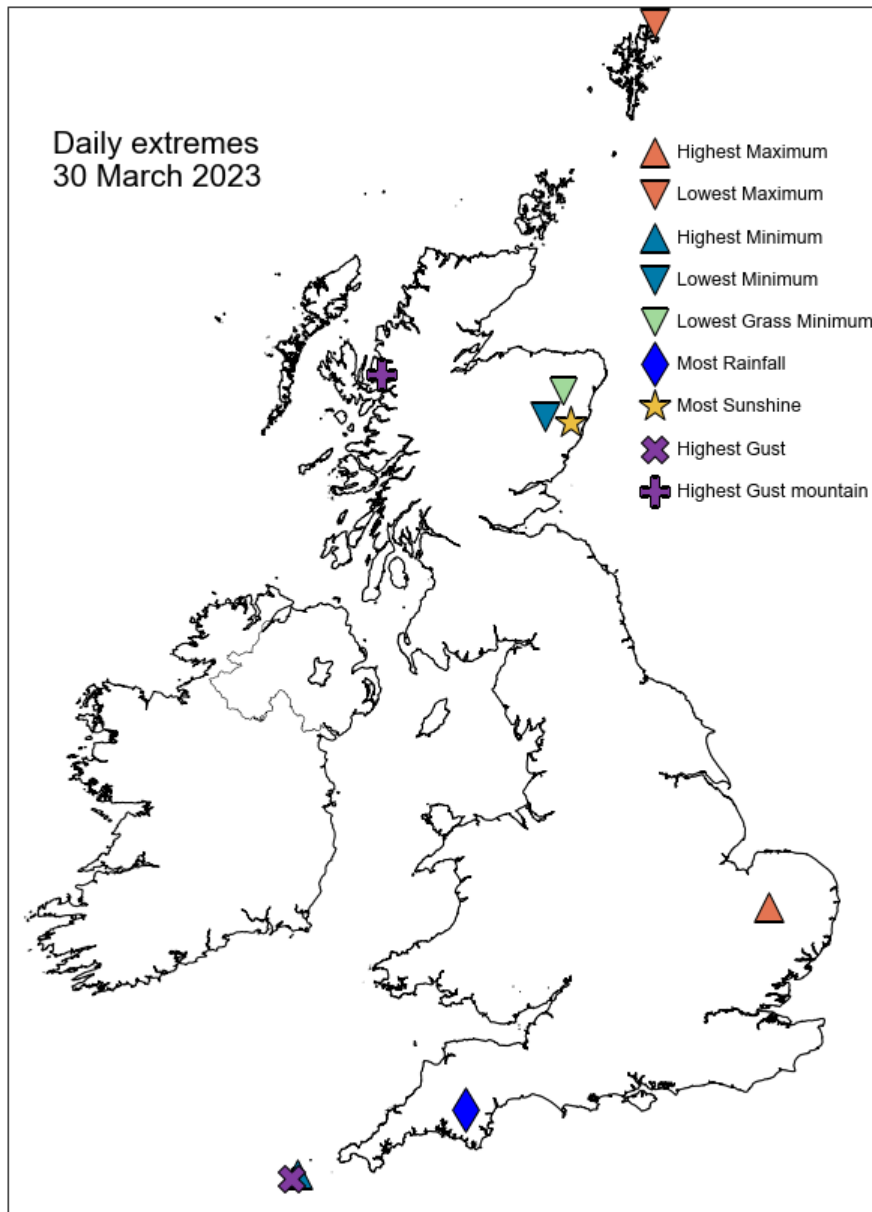 Daily extremes
30 March 2023
Highest Maximum
Lowest Maximum
Highest Minimum
Lowest Minimum
Lowest Grass Minimum
Most Rainfall
Most Sunshine
Highest Gust
Highest Gust mountain